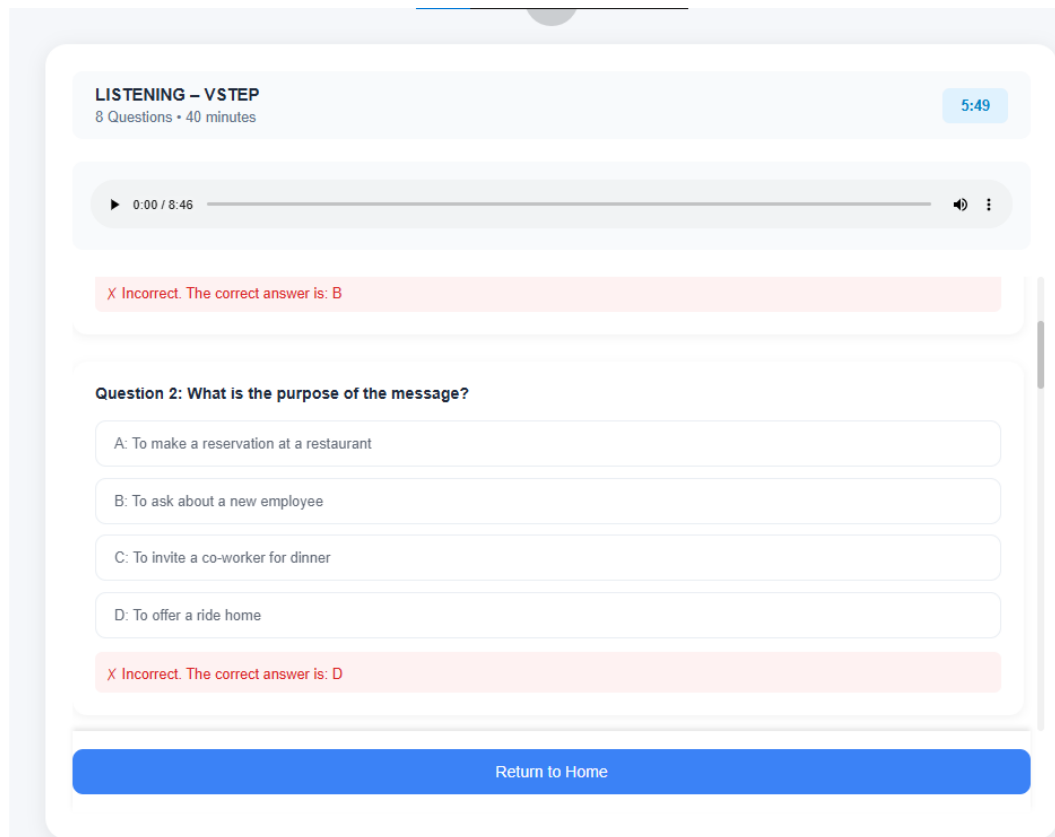 LISTENING – VSTEP
8 Questions • 40 minutes
5:49
0:00 / 8:46
✗ Incorrect. The correct answer is: B
Question 2: What is the purpose of the message?
A: To make a reservation at a restaurant
B: To ask about a new employee
C: To invite a co-worker for dinner
D: To offer a ride home
✗ Incorrect. The correct answer is: D
Return to Home